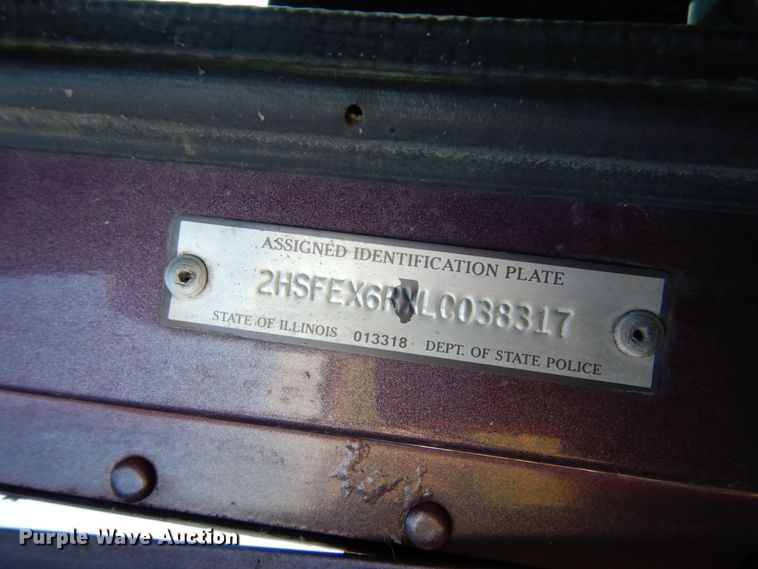 ASSIGNED IDENTIFICATION PLATE
2HSFEX6RXLC038317
STATE OF ILLINOIS 013318 DEPT. OF STATE POLICE
Purple Wave Auction